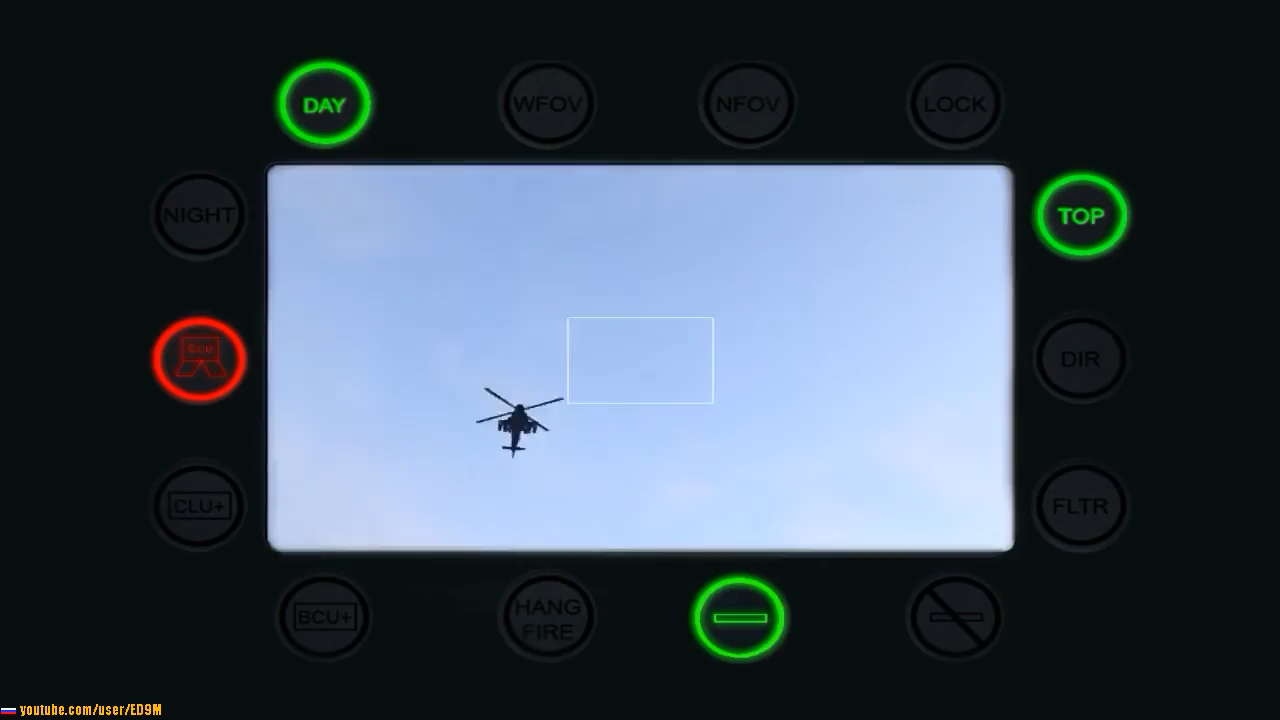 DAY
WFOV
NFOV
LOCK
NIGHT
TOP
DIR
CLU+
FLTR
BCU+
HANG
FIRE
youtube.com/user/ED9M